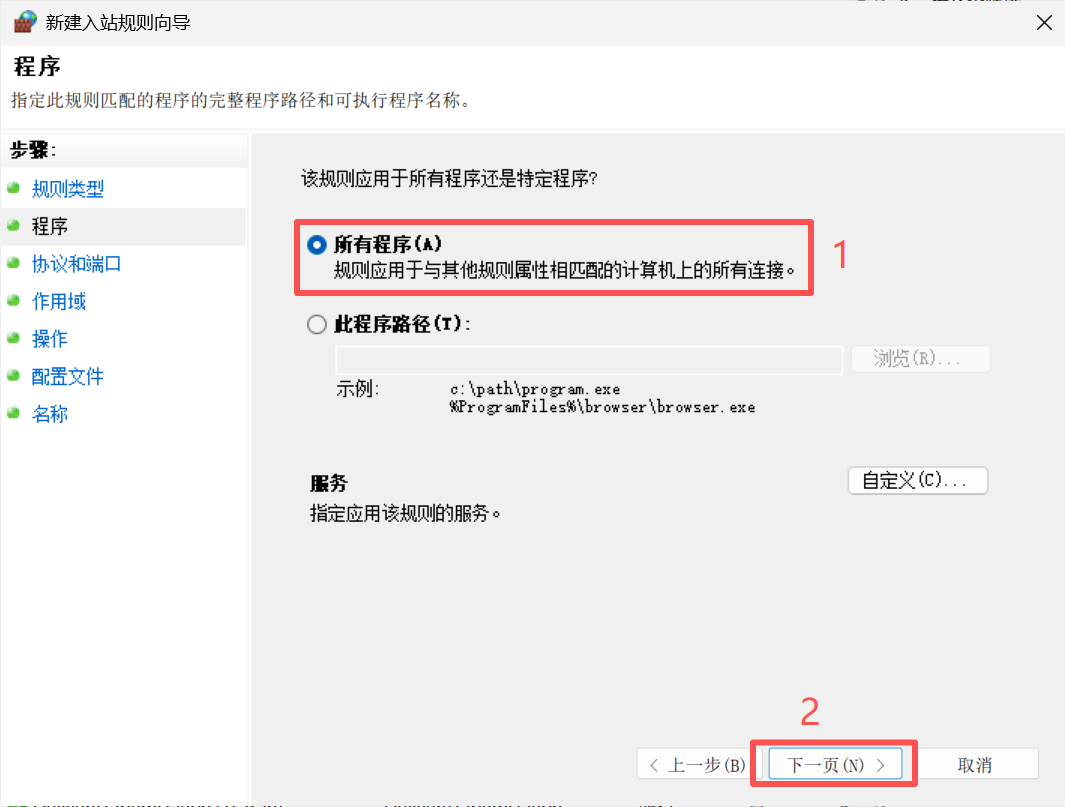 新建入站规则向导
程序
指定此规则匹配的程序的完整程序路径和可执行程序名称。
步骤:
规则类型
程序
协议和端口
作用域
操作
配置文件
名称
该规则应用于所有程序还是特定程序?
所有程序(A)
规则应用于与其他规则属性相匹配的计算机上的所有连接。
1
此程序路径(T):
浏览(R)...
示例:
c:\path\program.exe
%ProgramFiles%\browser\browser.exe
服务
自定义(C)...
指定应用该规则的服务。
2
< 上一步(B)
下一页(N) >
取消